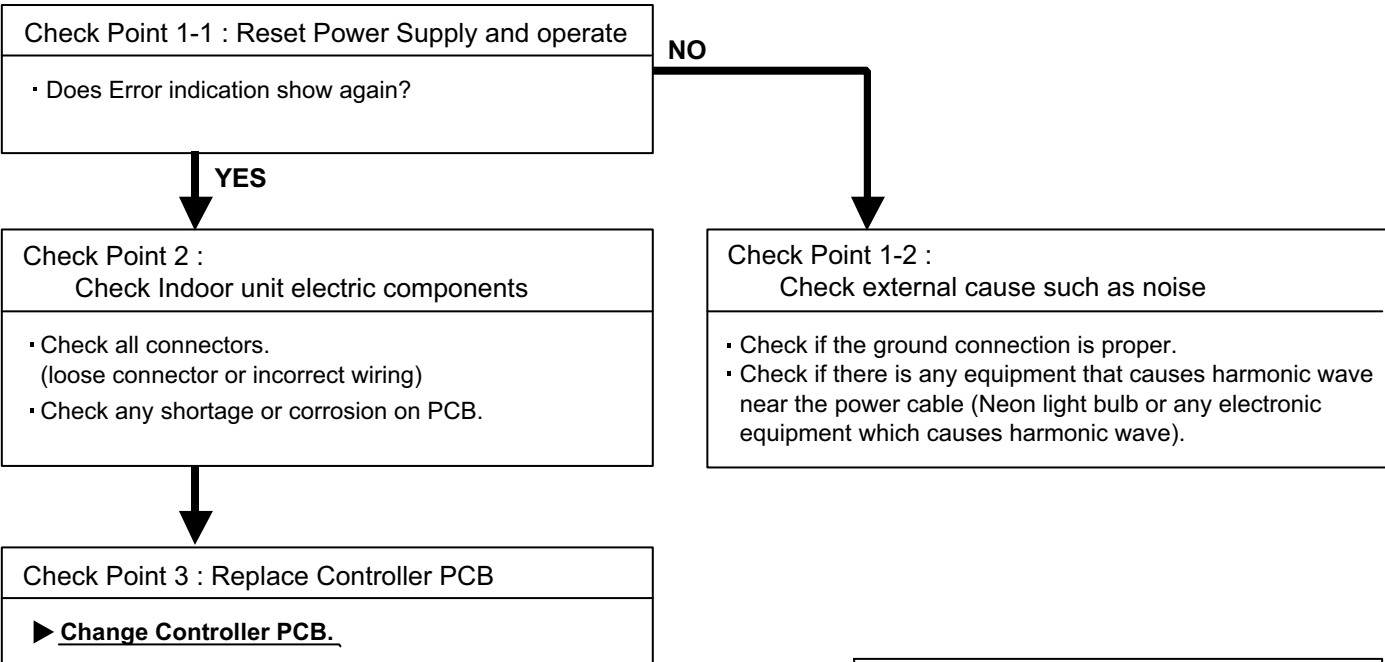 Check Point 1-1 : Reset Power Supply and operate
NO
・Does Error indication show again?
YES
Check Point 2 :
Check Indoor unit electric components
・Check all connectors.
(loose connector or incorrect wiring)
・Check any shortage or corrosion on PCB.
Check Point 1-2 :
Check external cause such as noise
・Check if the ground connection is proper.
・Check if there is any equipment that causes harmonic wave
near the power cable (Neon light bulb or any electronic
equipment which causes harmonic wave).
Check Point 3 : Replace Controller PCB
▶Change Controller PCB.